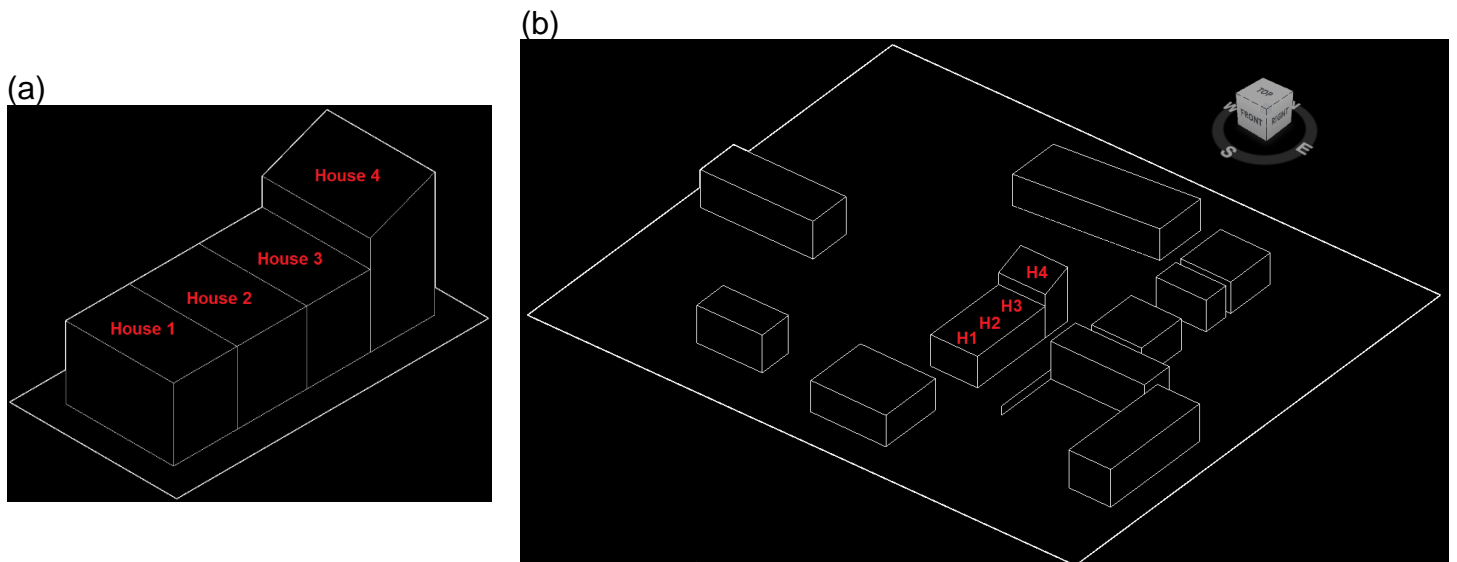 (a)
House 4
House 3
House 2
House 1
(b)
TOP
FRONT
RIGHT
W
S
E
H4
H3
H2
H1